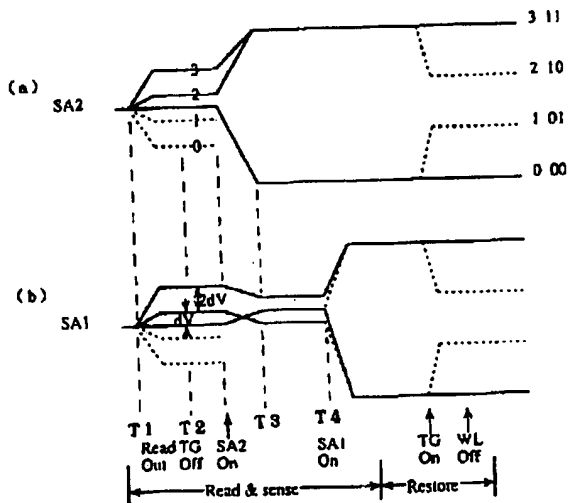 (a)
SA2
3
2
1
0
3 11
2 10
1 01
0 00
(b)
SA1
2dV
dV
T1 T2 T3 T4
Read Out
TG Off
SA2 On
SA1 On
TG On
WL Off
Read & sense
Restore